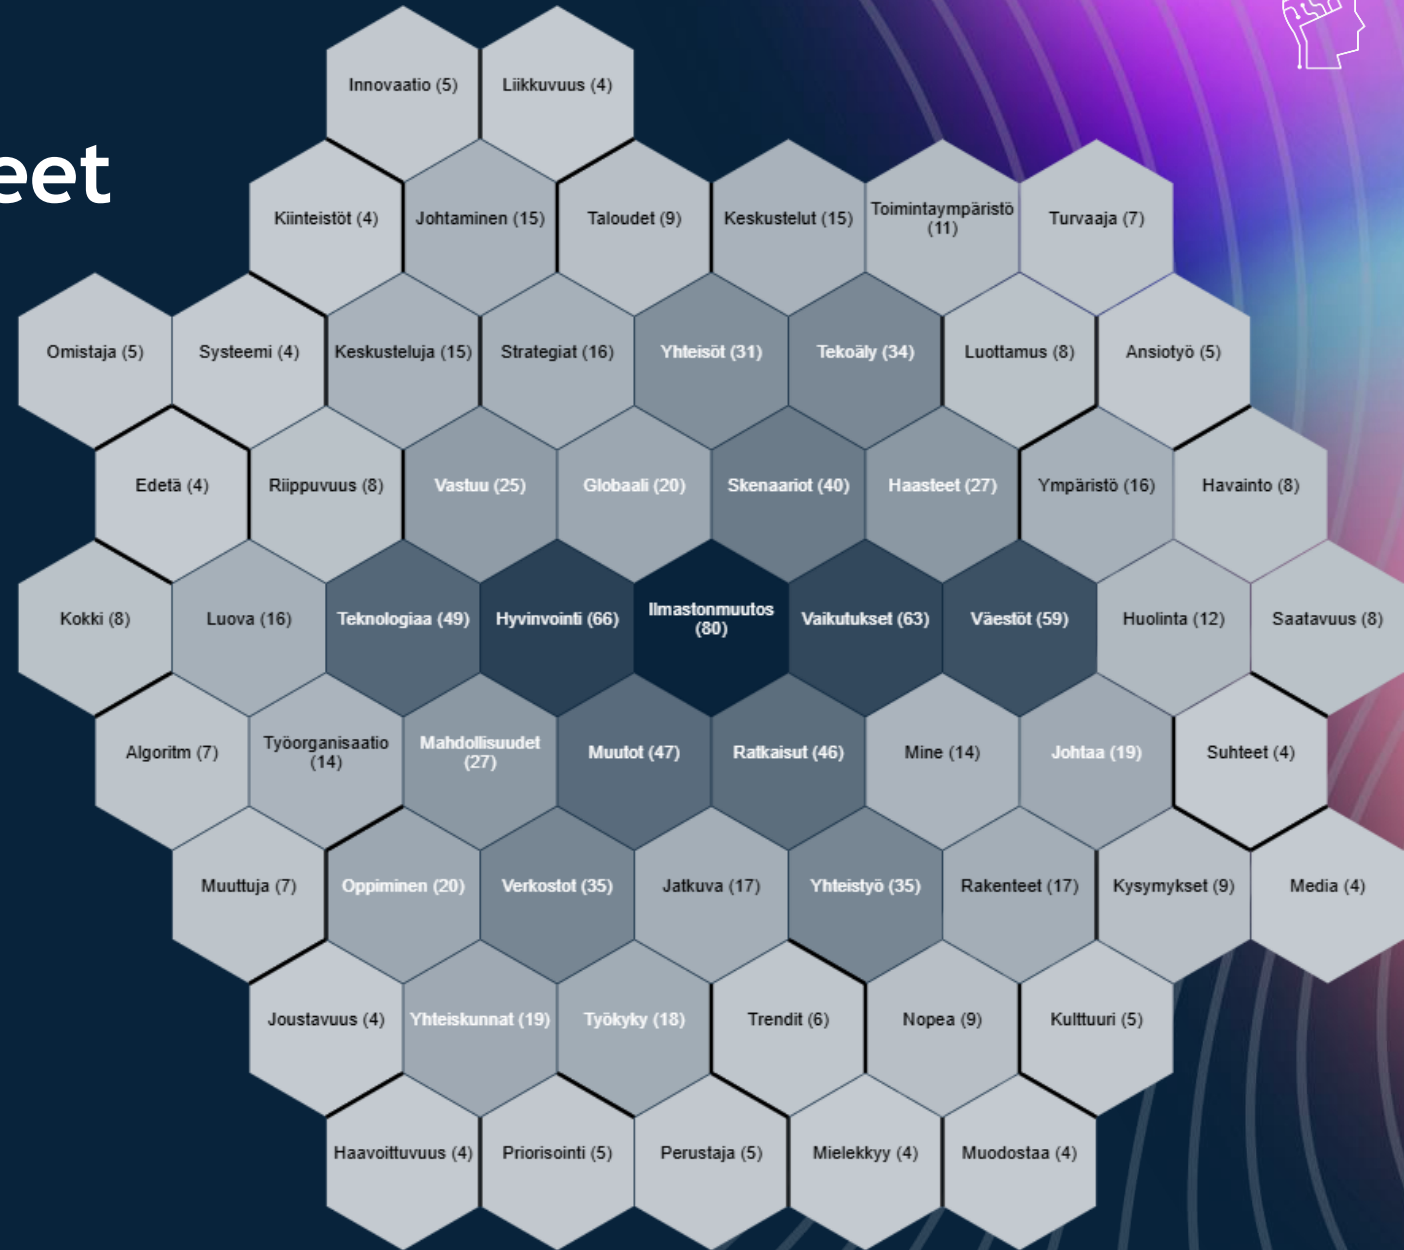 eet
Innovaatio (5)
Liikkuvuus (4)
Kiinteistöt (4)
Johtaminen (15)
Taloudet (9)
Keskustelut (15)
Toimintaympäristö
(11)
Turvaaja (7)
Omistaja (5)
Systeemi (4)
Keskusteluja (15)
Strategiat (16)
Yhteisöt (31)
Tekoäly (34)
Luottamus (8)
Ansiotyö (5)
Edetä (4)
Riippuvuus (8)
Vastuu (25)
Globaali (20)
Skenaariot (40)
Haasteet (27)
Ympäristö (16)
Havainto (8)
Kokki (8)
Luova (16)
Teknologiaa (49)
Hyvinvointi (66)
Ilmastonmuutos
(80)
Vaikutukset (63)
Väestöt (59)
Huolinta (12)
Saatavuus (8)
Algoritm (7)
Työorganisaatio
(14)
Mahdollisuudet
(27)
Muutot (47)
Ratkaisut (46)
Mine (14)
Johtaa (19)
Suhteet (4)
Muuttuja (7)
Oppiminen (20)
Verkostot (35)
Jatkuva (17)
Yhteistyö (35)
Rakenteet (17)
Kysymykset (9)
Media (4)
Joustavuus (4)
Yhteiskunnat (19)
Työkyky (18)
Trendit (6)
Nopea (9)
Kulttuuri (5)
Haavoittuvuus (4)
Priorisointi (5)
Perustaja (5)
Mielekkyy (4)
Muodostaa (4)